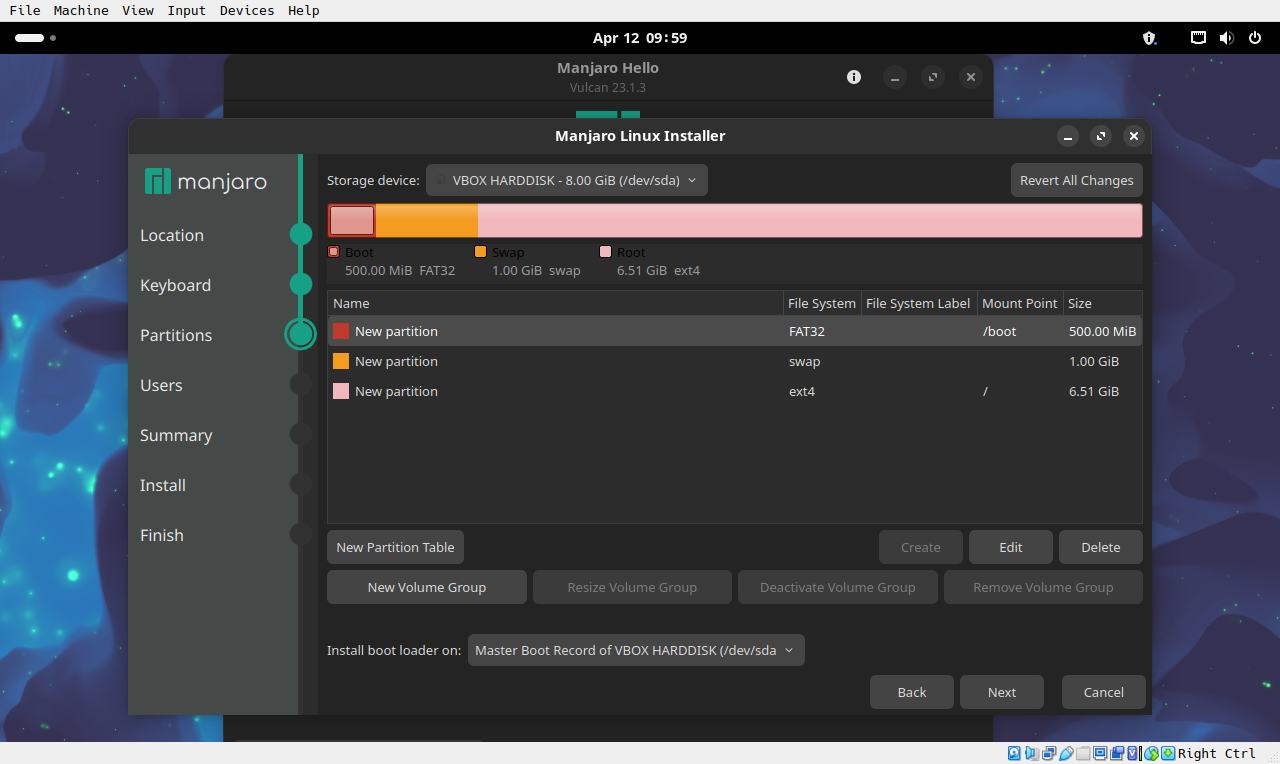 File Machine View Input Devices Help
Apr 12 09:59
Manjaro Hello
Vulcan 23.1.3
Manjaro Linux Installer
manjaro
Location
Keyboard
Partitions
Users
Summary
Install
Finish
Storage device: VBOX HARDDISK - 8.00 GiB (/dev/sda) Revert All Changes
Boot Swap Root
500.00 MiB FAT32 1.00 GiB swap 6.51 GiB ext4
Name File System File System Label Mount Point Size
New partition FAT32 /boot 500.00 MiB
New partition swap 1.00 GiB
New partition ext4 / 6.51 GiB
New Partition Table Create Edit Delete
New Volume Group Resize Volume Group Deactivate Volume Group Remove Volume Group
Install boot loader on: Master Boot Record of VBOX HARDDISK (/dev/sda
Back Next Cancel
Right Ctrl